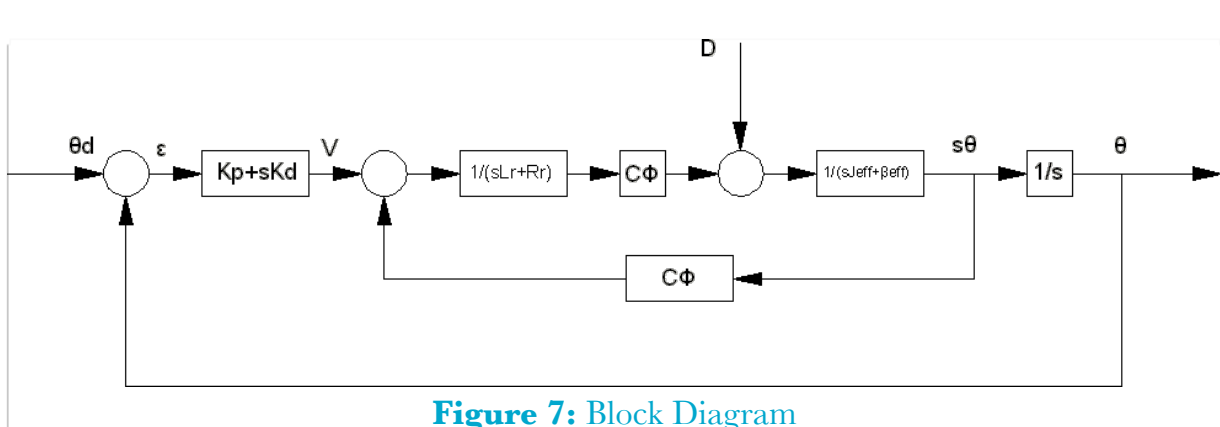 D
θd
ε
Kp+sKd
V
1/(sLr+Rr)
CΦ
1/(sJeff+βeff)
sθ
1/s
θ
CΦ
Figure 7: Block Diagram